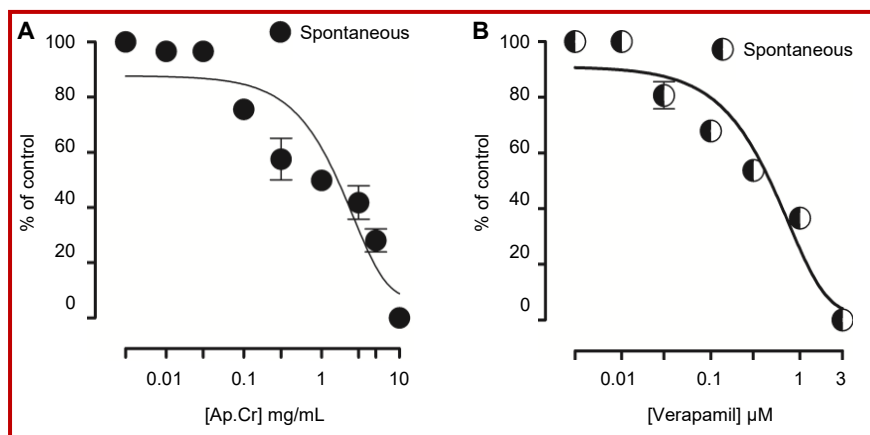 A
Spontaneous
% of control
100
80
60
40
20
0
0.01 0.1 1 10
[Ap.Cr] mg/mL
B
Spontaneous
% of control
100
80
60
40
20
0
0.01 0.1 1 3
[Verapamil] µM